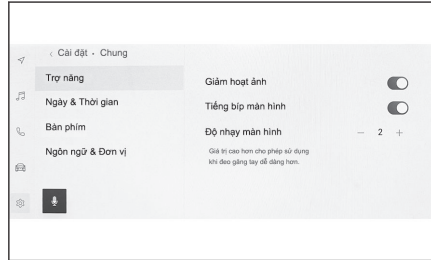 ‹ Cài đặt • Chung
Trợ năng
Ngày & Thời gian
Bàn phím
Ngôn ngữ & Đơn vị
Giảm hoạt ảnh
Tiếng bíp màn hình
Độ nhạy màn hình
− 2 +
Giá trị cao hơn cho phép sử dụng
khi đeo găng tay dễ dàng hơn.